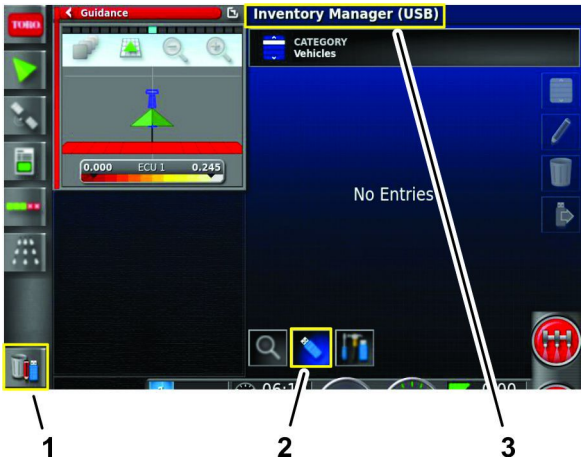 TORO
Guidance
Inventory Manager (USB)
CATEGORY
Vehicles
0.000 ECU 1 0.245
No Entries
1
2
3